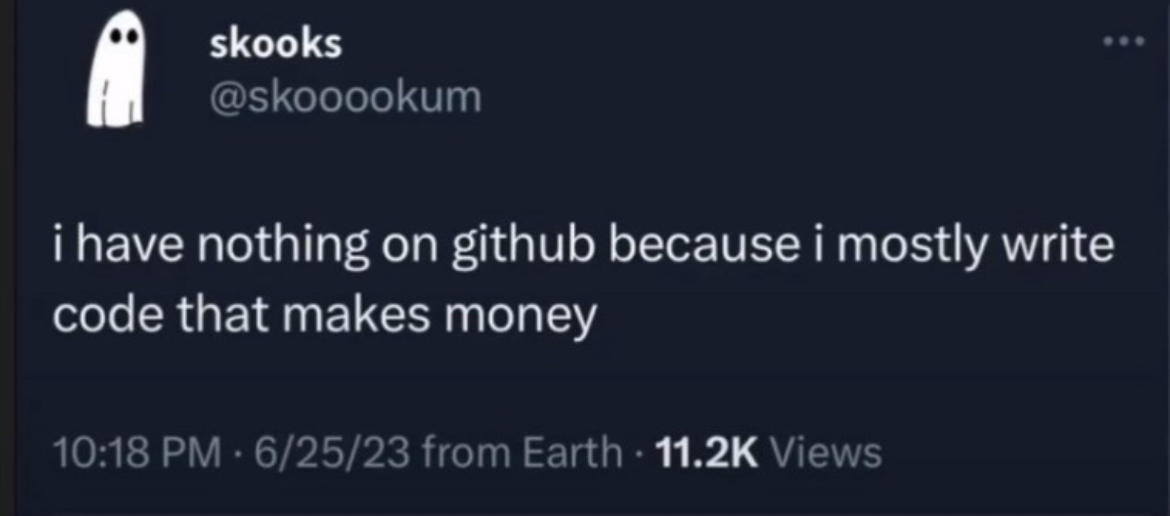 skooks
@skooookum
i have nothing on github because i mostly write
code that makes money
10:18 PM · 6/25/23 from Earth · 11.2K Views